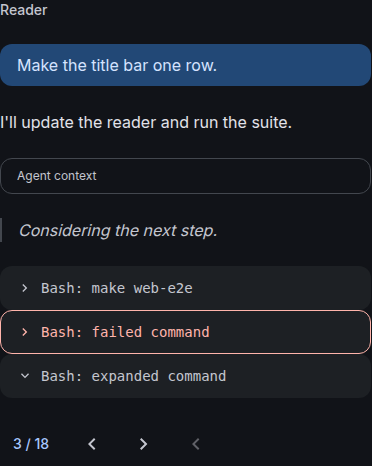 Reader
Make the title bar one row.
I'll update the reader and run the suite.
Agent context
Considering the next step.
Bash: make web-e2e
Bash: failed command
Bash: expanded command
3 / 18